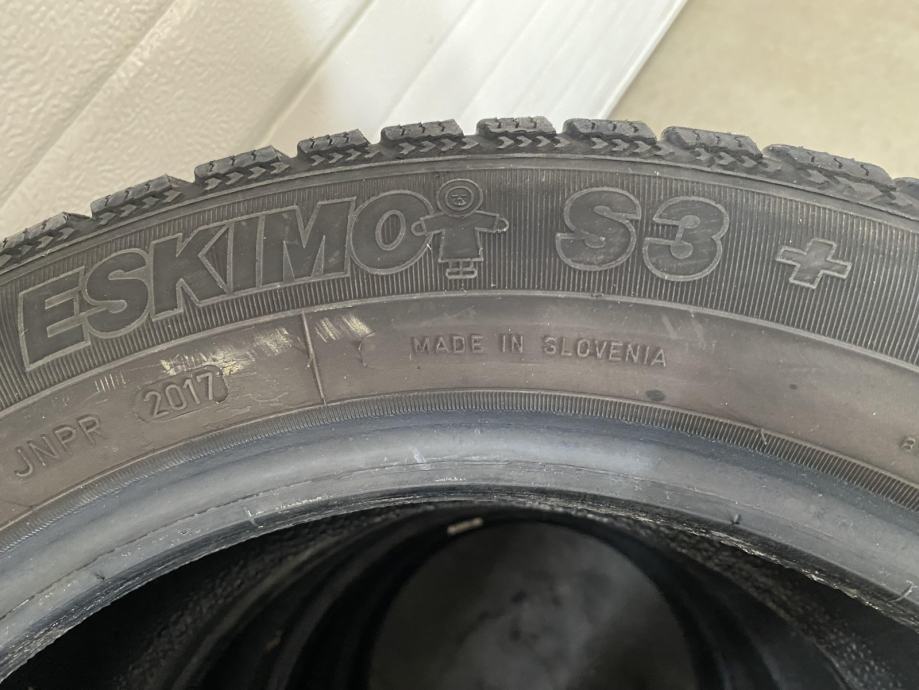 ESKIMO S3 +
MADE IN SLOVENIA
JNPR 2017